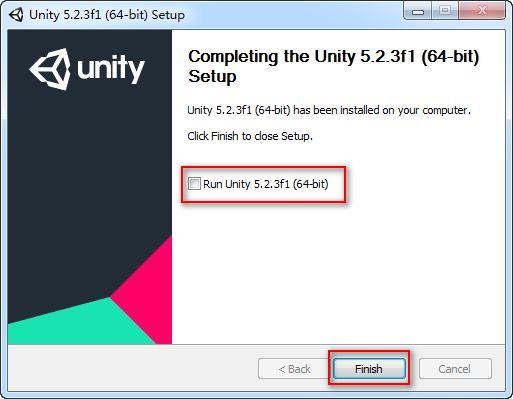 Unity 5.2.3f1 (64-bit) Setup
unity
Completing the Unity 5.2.3f1 (64-bit)
Setup
Unity 5.2.3f1 (64-bit) has been installed on your computer.
Click Finish to close Setup.
Run Unity 5.2.3f1 (64-bit)
< Back
Finish
Cancel